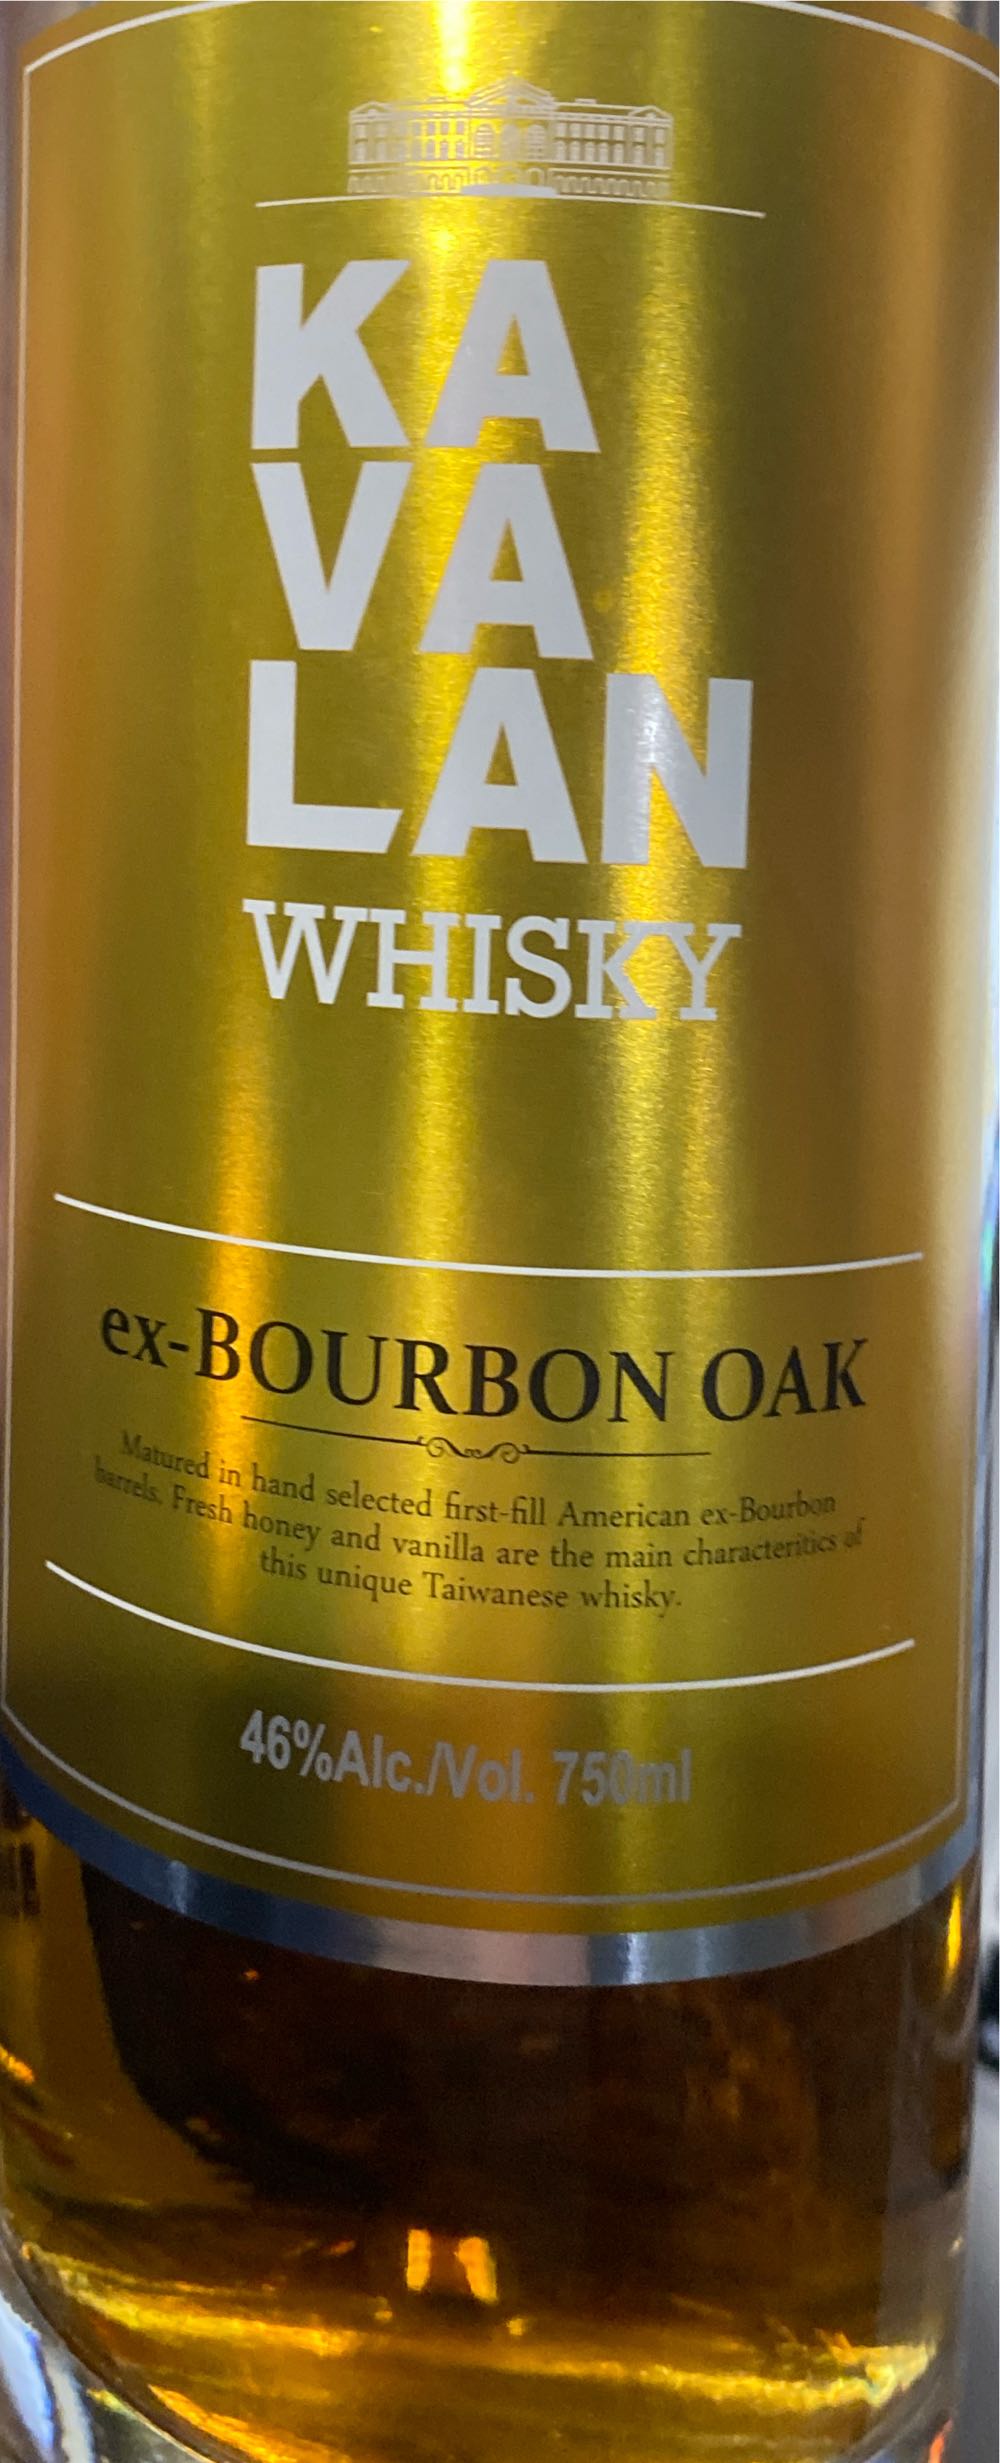 KA
VA
LAN
WHISKY
ex-BOURBON OAK
Matured in hand selected first-fill American ex-Bourbon
barrels. Fresh honey and vanilla are the main characteritics of
this unique Taiwanese whisky.
46%Alc./Vol. 750ml